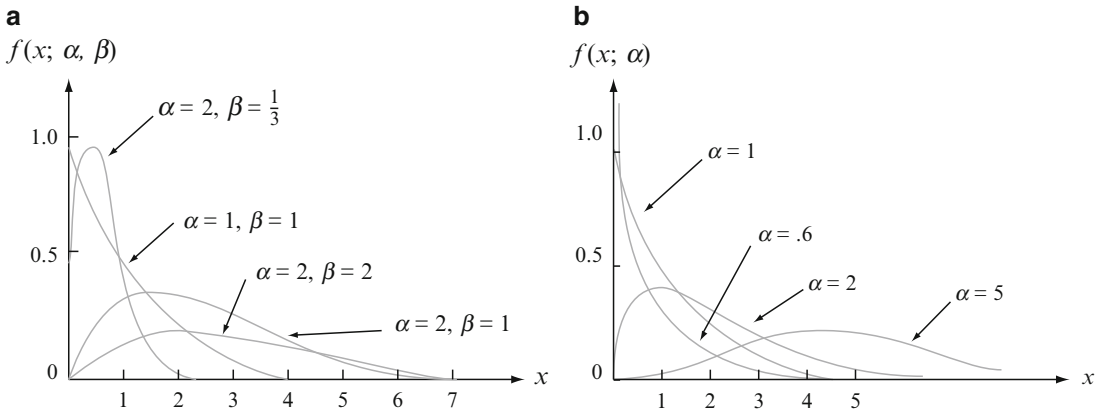 a
f(x; α, β)
α = 2, β = 1/3
1.0
α = 1, β = 1
0.5
α = 2, β = 2
α = 2, β = 1
0
x
1 2 3 4 5 6 7
b
f(x; α)
1.0
α = 1
α = .6
0.5
α = 2
α = 5
0
x
1 2 3 4 5